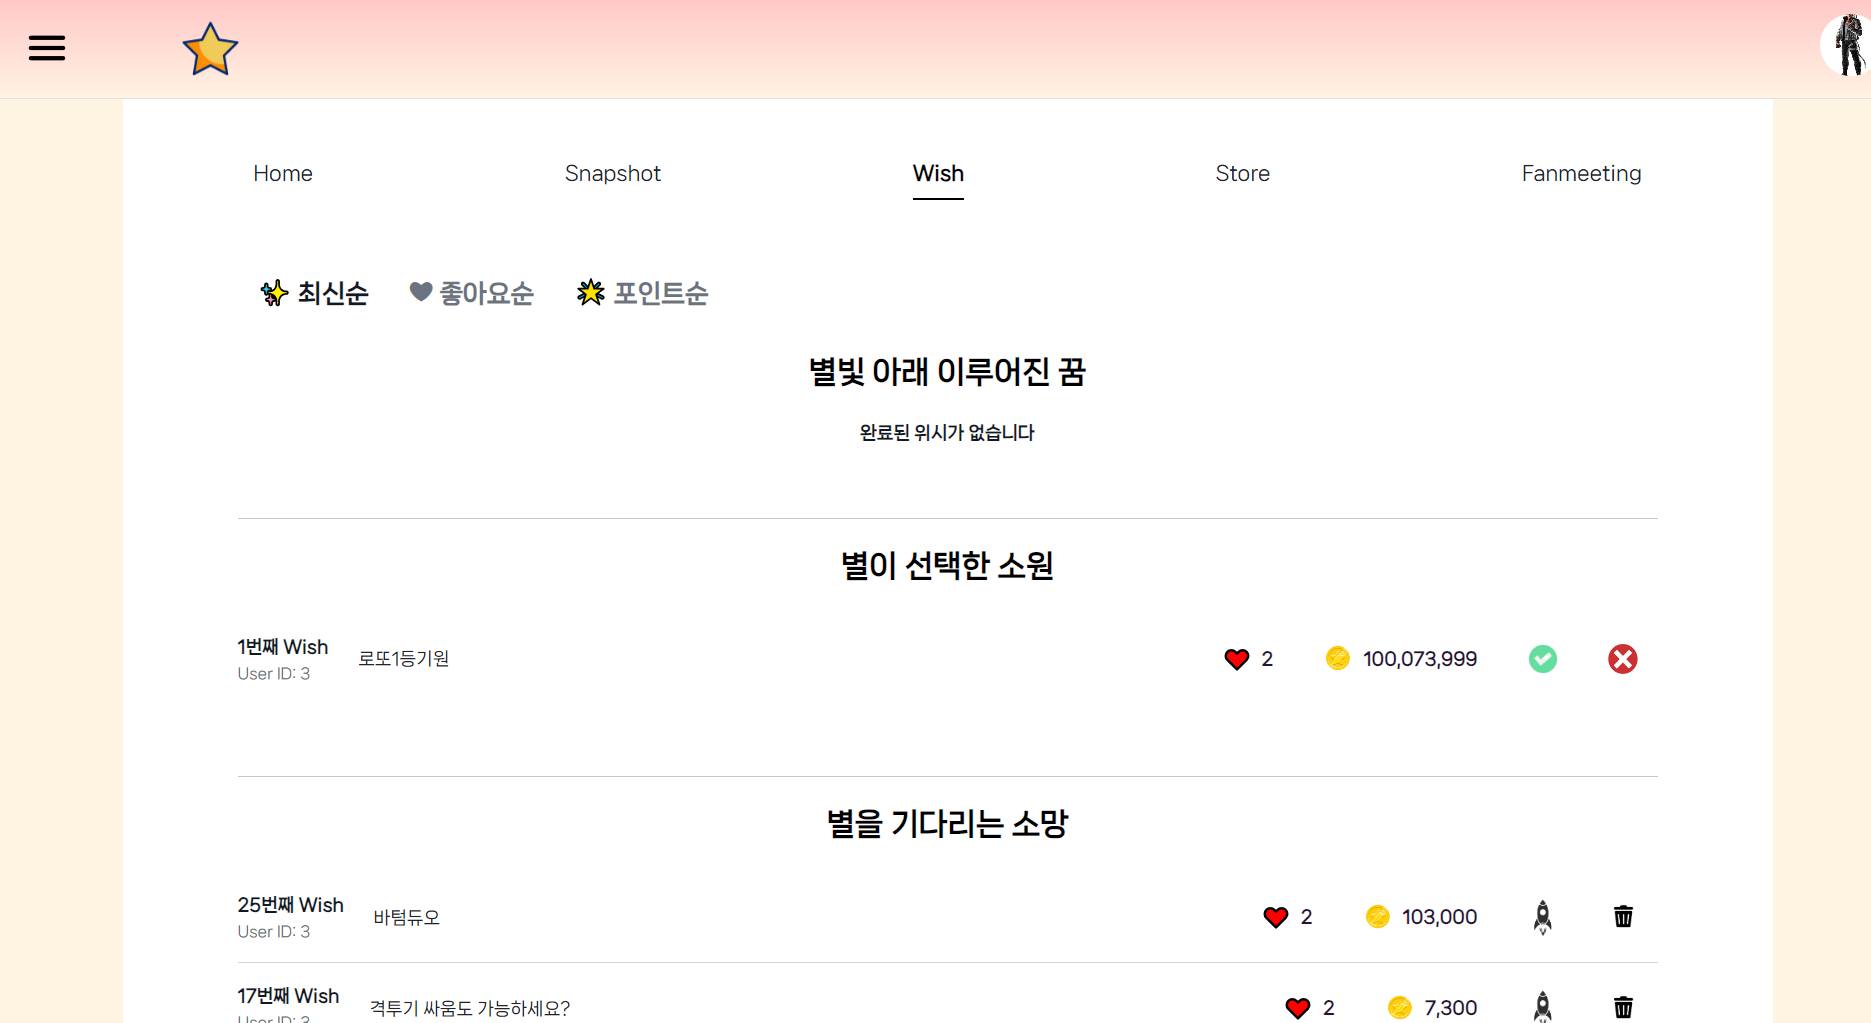 Home Snapshot Wish Store Fanmeeting
최신순 좋아요순 포인트순
별빛 아래 이루어진 꿈
완료된 위시가 없습니다
별이 선택한 소원
1번째 Wish
User ID: 3
로또1등기원
2
100,073,999
별을 기다리는 소망
25번째 Wish
User ID: 3
바텀듀오
2
103,000
17번째 Wish
User ID: 3
격투기 싸움도 가능하세요?
2
7,300